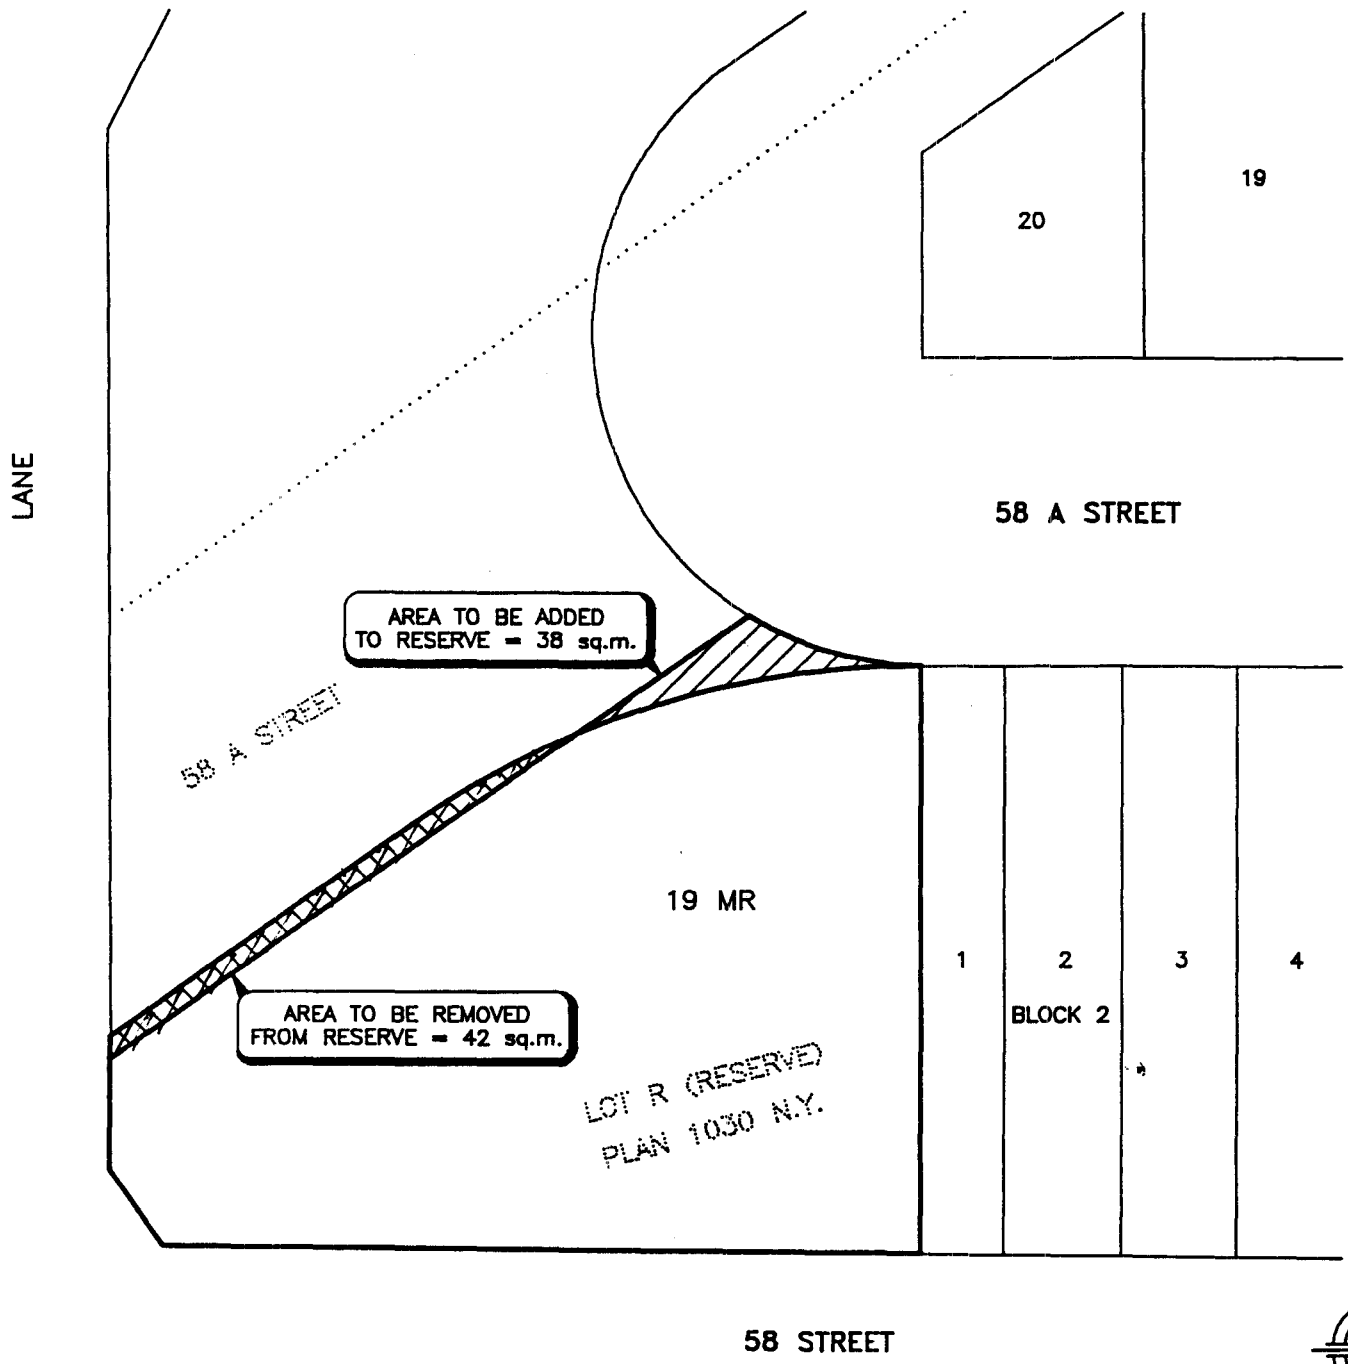 19
20
LANE
58 A STREET
AREA TO BE ADDED
TO RESERVE = 38 sq.m.
58 A STREET
19 MR
1
2
3
4
BLOCK 2
AREA TO BE REMOVED
FROM RESERVE = 42 sq.m.
LOT R (RESERVE)
PLAN 1030 N.Y.
58 STREET